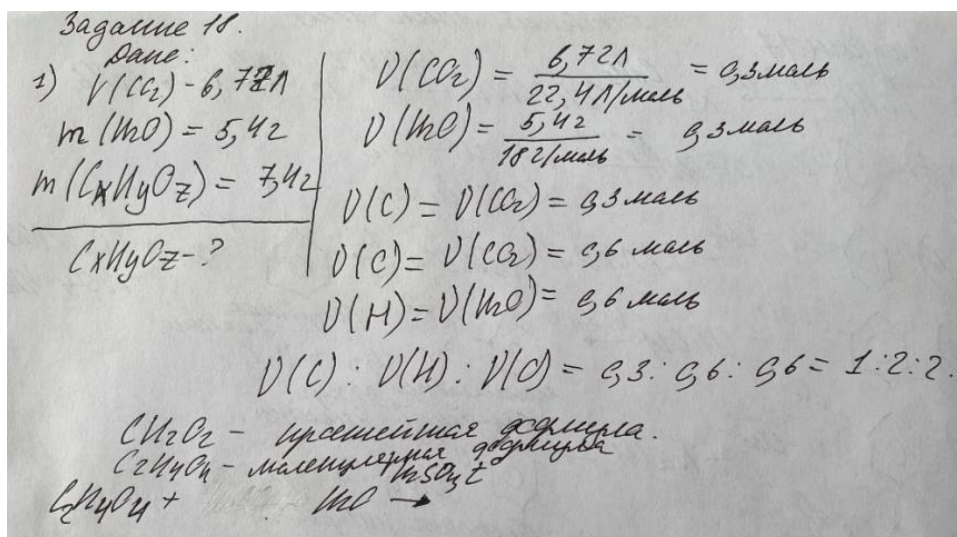 Задание 18.
Дано:
1) V(CO₂) - 6,72л
m(H₂O) = 5,4г
m(CxHyOz) = 7,4г
CxHyOz - ?
ν(CO₂) = 6,72л / 22,4л/моль = 0,3моль
ν(H₂O) = 5,4г / 18г/моль = 0,3моль
ν(C) = ν(CO₂) = 0,3моль
ν(C) = ν(CO₂) = 0,6 моль
ν(H) = ν(H₂O) = 0,6 моль
ν(C) : ν(H) : ν(O) = 0,3 : 0,6 : 0,6 = 1:2:2.
CH₂O₂ - простейшая формула.
C₂H₄O₄ - молекулярная формула
H₂SO₄ t
C₂H₄O₄ + H₂O →